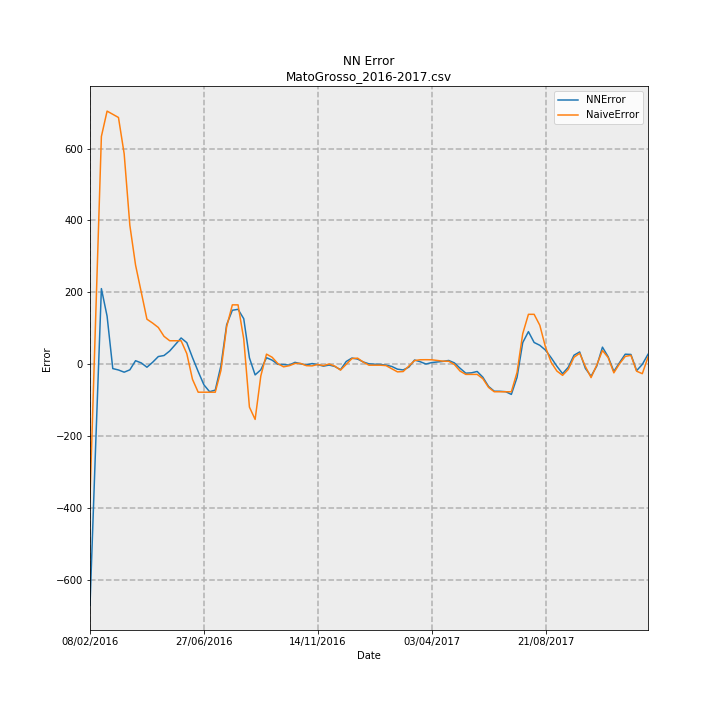 NN Error
MatoGrosso_2016-2017.csv
NNError
NaiveError
600
400
200
0
−200
−400
−600
Error
08/02/2016
27/06/2016
14/11/2016
03/04/2017
21/08/2017
Date